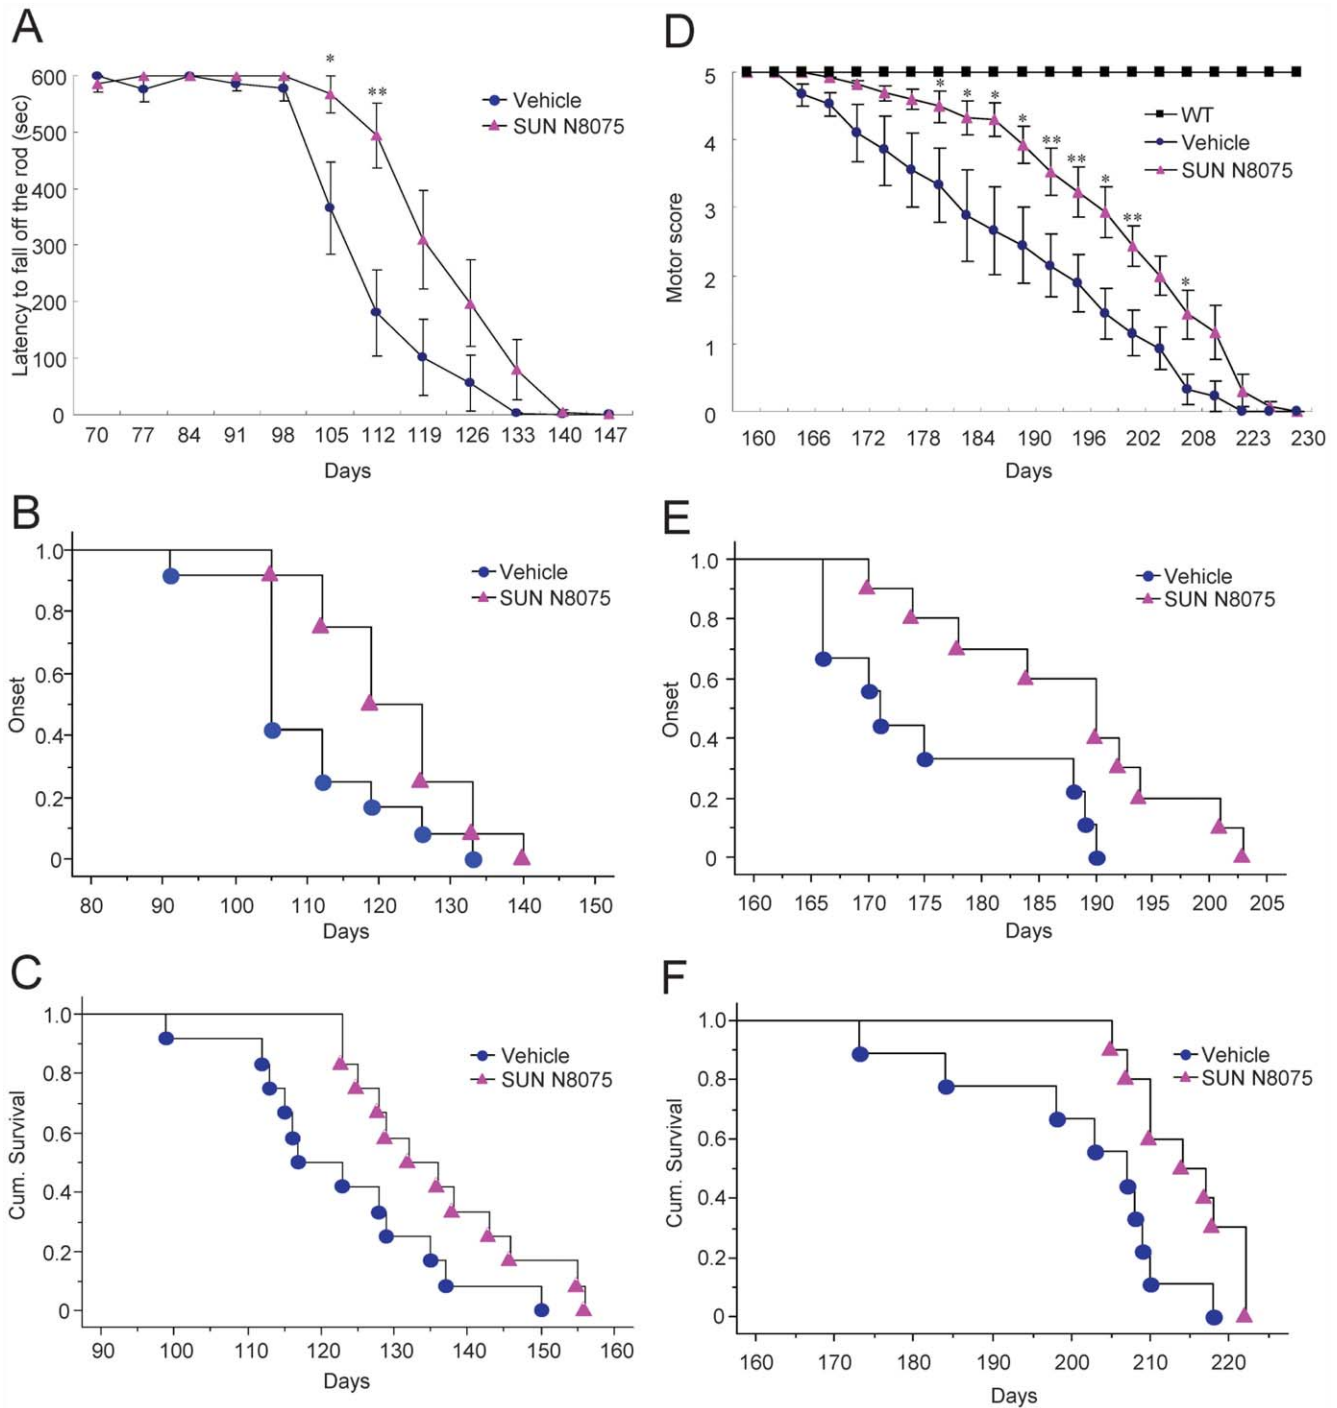 A
Latency to fall off the rod (sec)
600
500
400
300
200
100
0
*
**
Vehicle
SUN N8075
70 77 84 91 98 105 112 119 126 133 140 147
Days
D
Motor score
5
4
3
2
1
0
*
*
*
*
**
**
*
**
*
WT
Vehicle
SUN N8075
160 166 172 178 184 190 196 202 208 223 230
Days
B
Onset
1.0
0.8
0.6
0.4
0.2
0
Vehicle
SUN N8075
80 90 100 110 120 130 140 150
Days
E
Onset
1.0
0.8
0.6
0.4
0.2
0
Vehicle
SUN N8075
160 165 170 175 180 185 190 195 200 205
Days
C
Cum. Survival
1.0
0.8
0.6
0.4
0.2
0
Vehicle
SUN N8075
90 100 110 120 130 140 150 160
Days
F
Cum. Survival
1.0
0.8
0.6
0.4
0.2
0
Vehicle
SUN N8075
160 170 180 190 200 210 220
Days